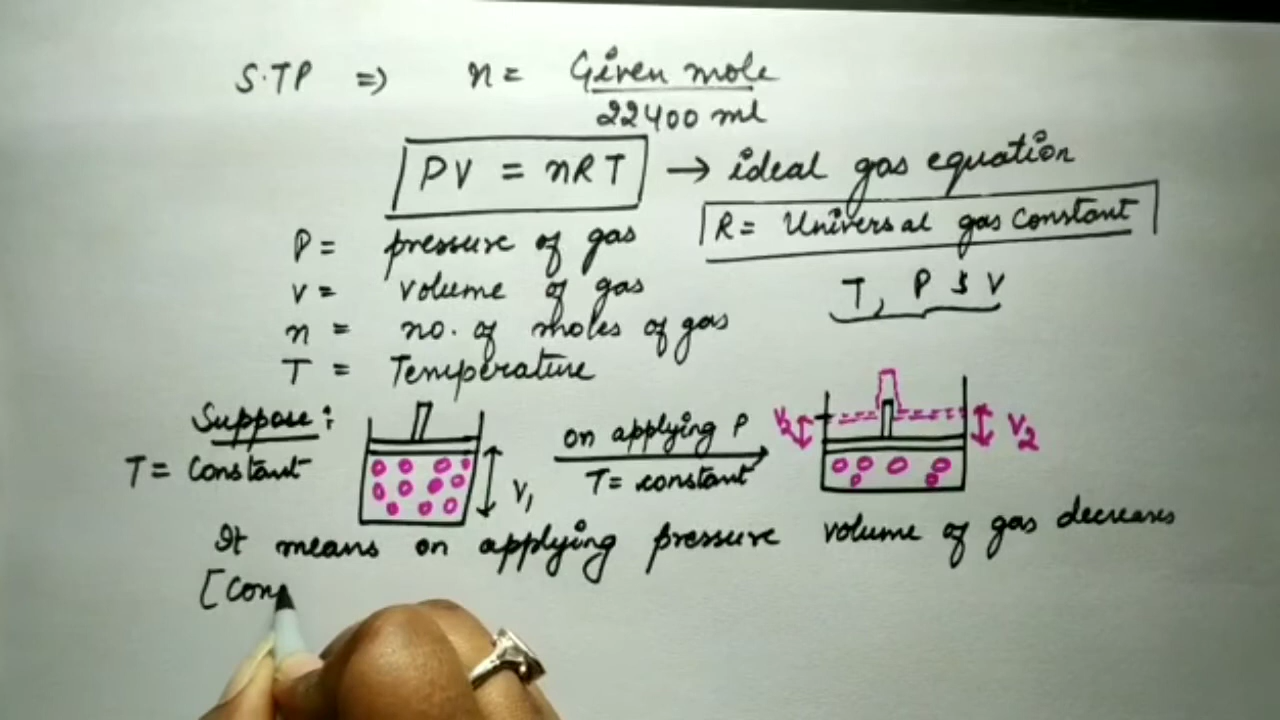 S.TP => n = Given mole
22400 ml
PV = nRT → ideal gas equation
R = Universal gas constant
P = pressure of gas
V = volume of gas
T, P & V
n = no. of moles of gas
T = Temperature
Suppose:
T = Constant
V1
on applying P
T = constant
V2
V2
It means on applying pressure volume of gas decreases
[Con